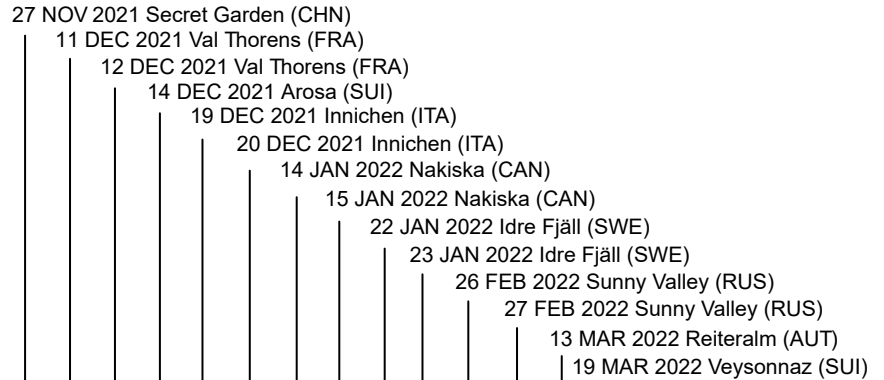 27 NOV 2021 Secret Garden (CHN)
11 DEC 2021 Val Thorens (FRA)
12 DEC 2021 Val Thorens (FRA)
14 DEC 2021 Arosa (SUI)
19 DEC 2021 Innichen (ITA)
20 DEC 2021 Innichen (ITA)
14 JAN 2022 Nakiska (CAN)
15 JAN 2022 Nakiska (CAN)
22 JAN 2022 Idre Fjäll (SWE)
23 JAN 2022 Idre Fjäll (SWE)
26 FEB 2022 Sunny Valley (RUS)
27 FEB 2022 Sunny Valley (RUS)
13 MAR 2022 Reiteralm (AUT)
19 MAR 2022 Veysonnaz (SUI)